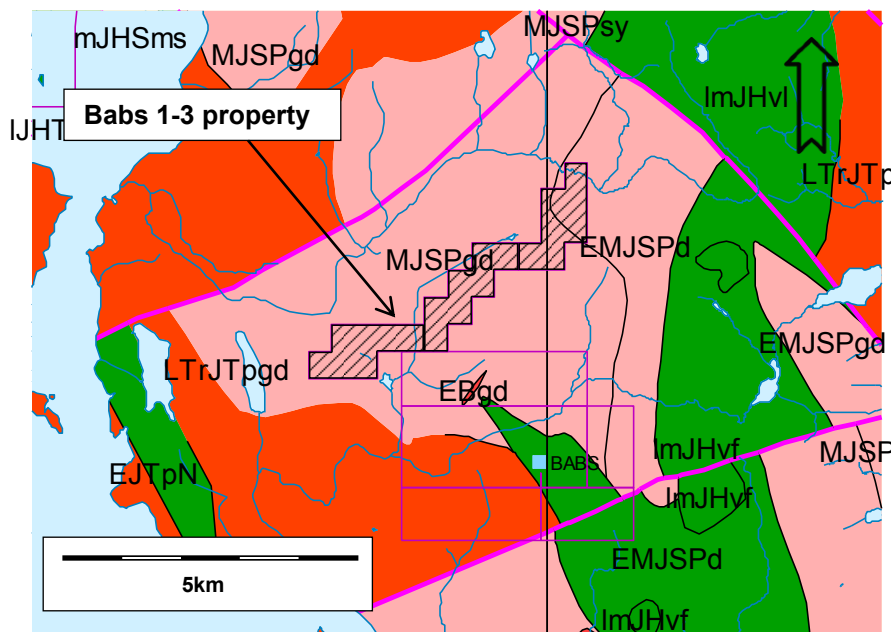 MJSPsy
mJHSms
MJSPgd
lmJHvl
Babs 1-3 property
lJHT
LTrJTp
MJSPgd
EMJSPd
EMJSPgd
LTrJTpgd
EBgd
lmJHvf
MJSP
BABS
EJTpN
lmJHvf
EMJSPd
5km
lmJHvf